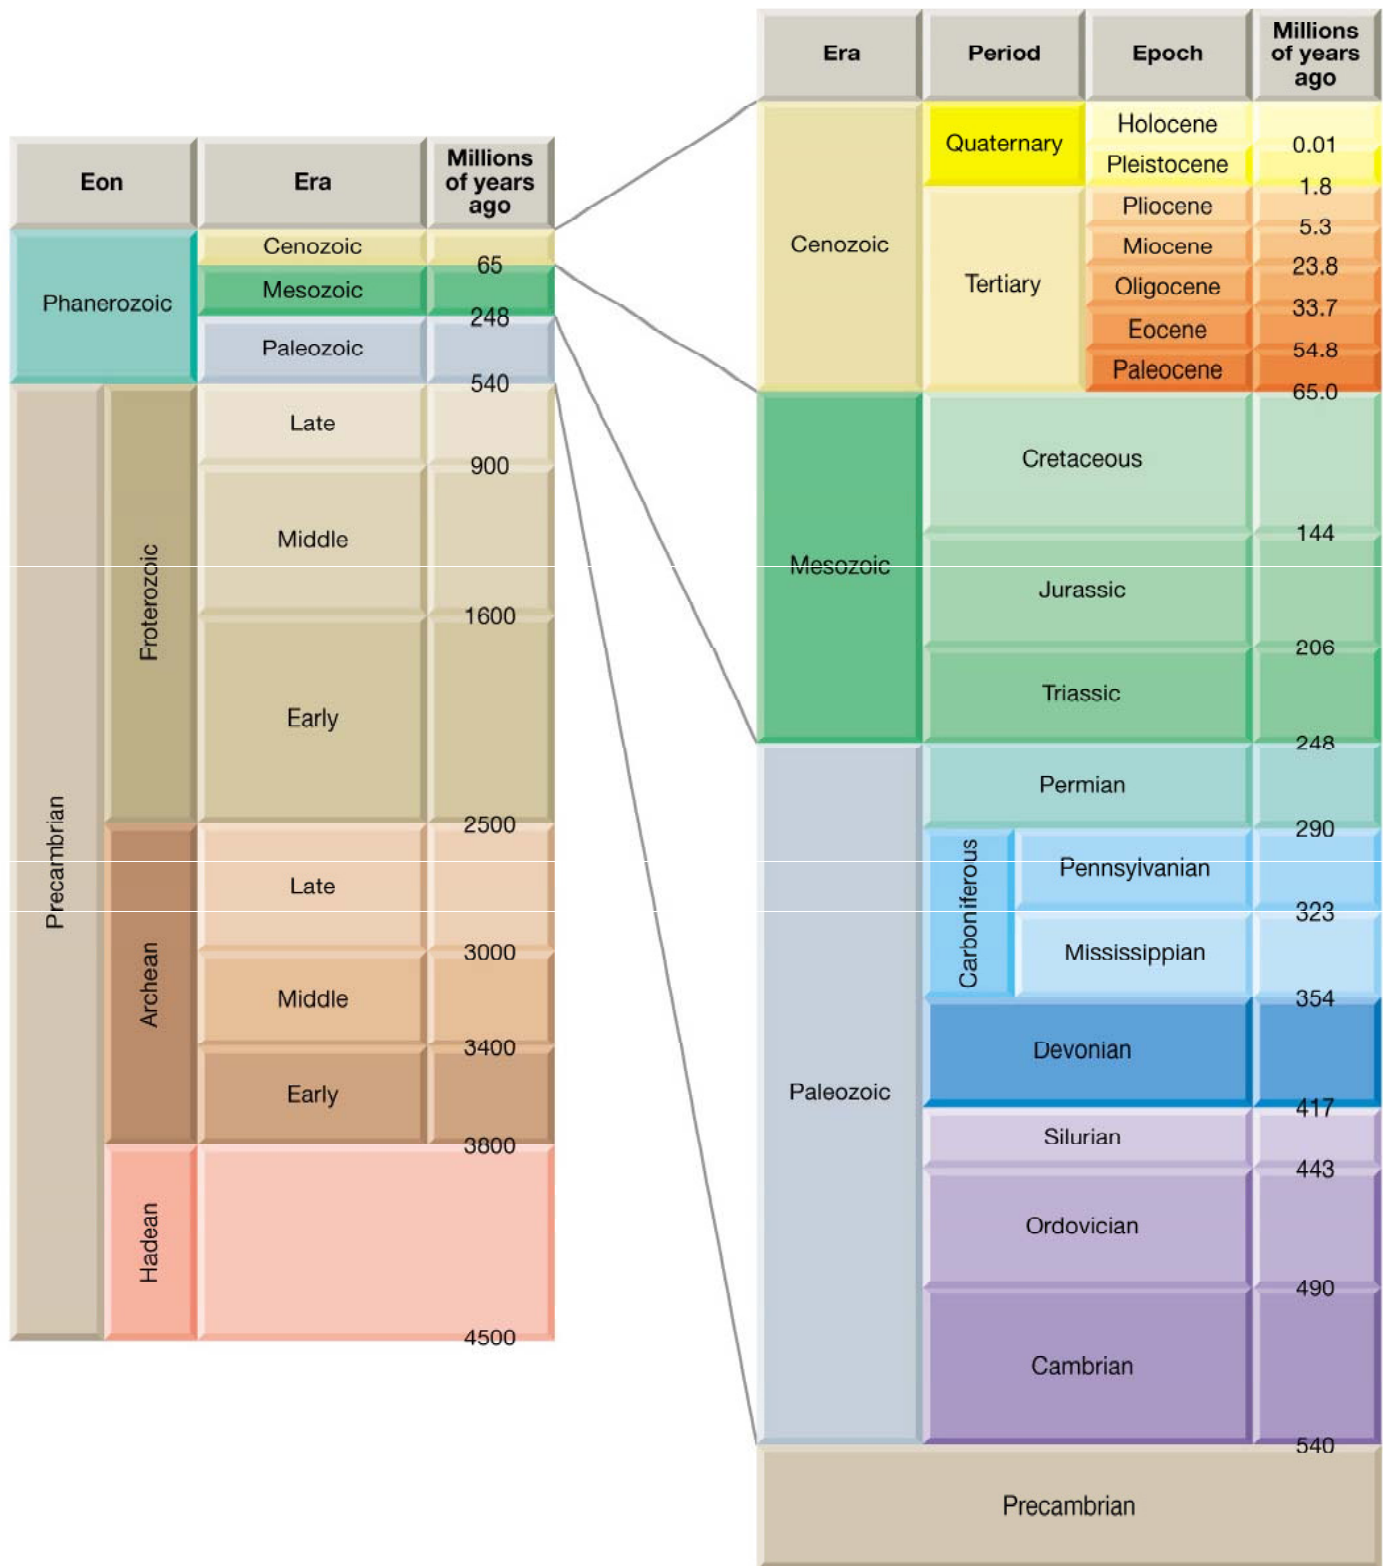 Eon
Era
Millions
of years
ago
Phanerozoic
Cenozoic
65
Mesozoic
248
Paleozoic
540
Precambrian
Froterozoic
Late
900
Middle
1600
Early
2500
Archean
Late
3000
Middle
3400
Early
3800
Hadean
4500
Era
Period
Epoch
Millions
of years
ago
Cenozoic
Quaternary
Holocene
0.01
Pleistocene
1.8
Tertiary
Pliocene
5.3
Miocene
23.8
Oligocene
33.7
Eocene
54.8
Paleocene
65.0
Mesozoic
Cretaceous
144
Jurassic
206
Triassic
248
Paleozoic
Permian
290
Carboniferous
Pennsylvanian
323
Mississippian
354
Devonian
417
Silurian
443
Ordovician
490
Cambrian
540
Precambrian